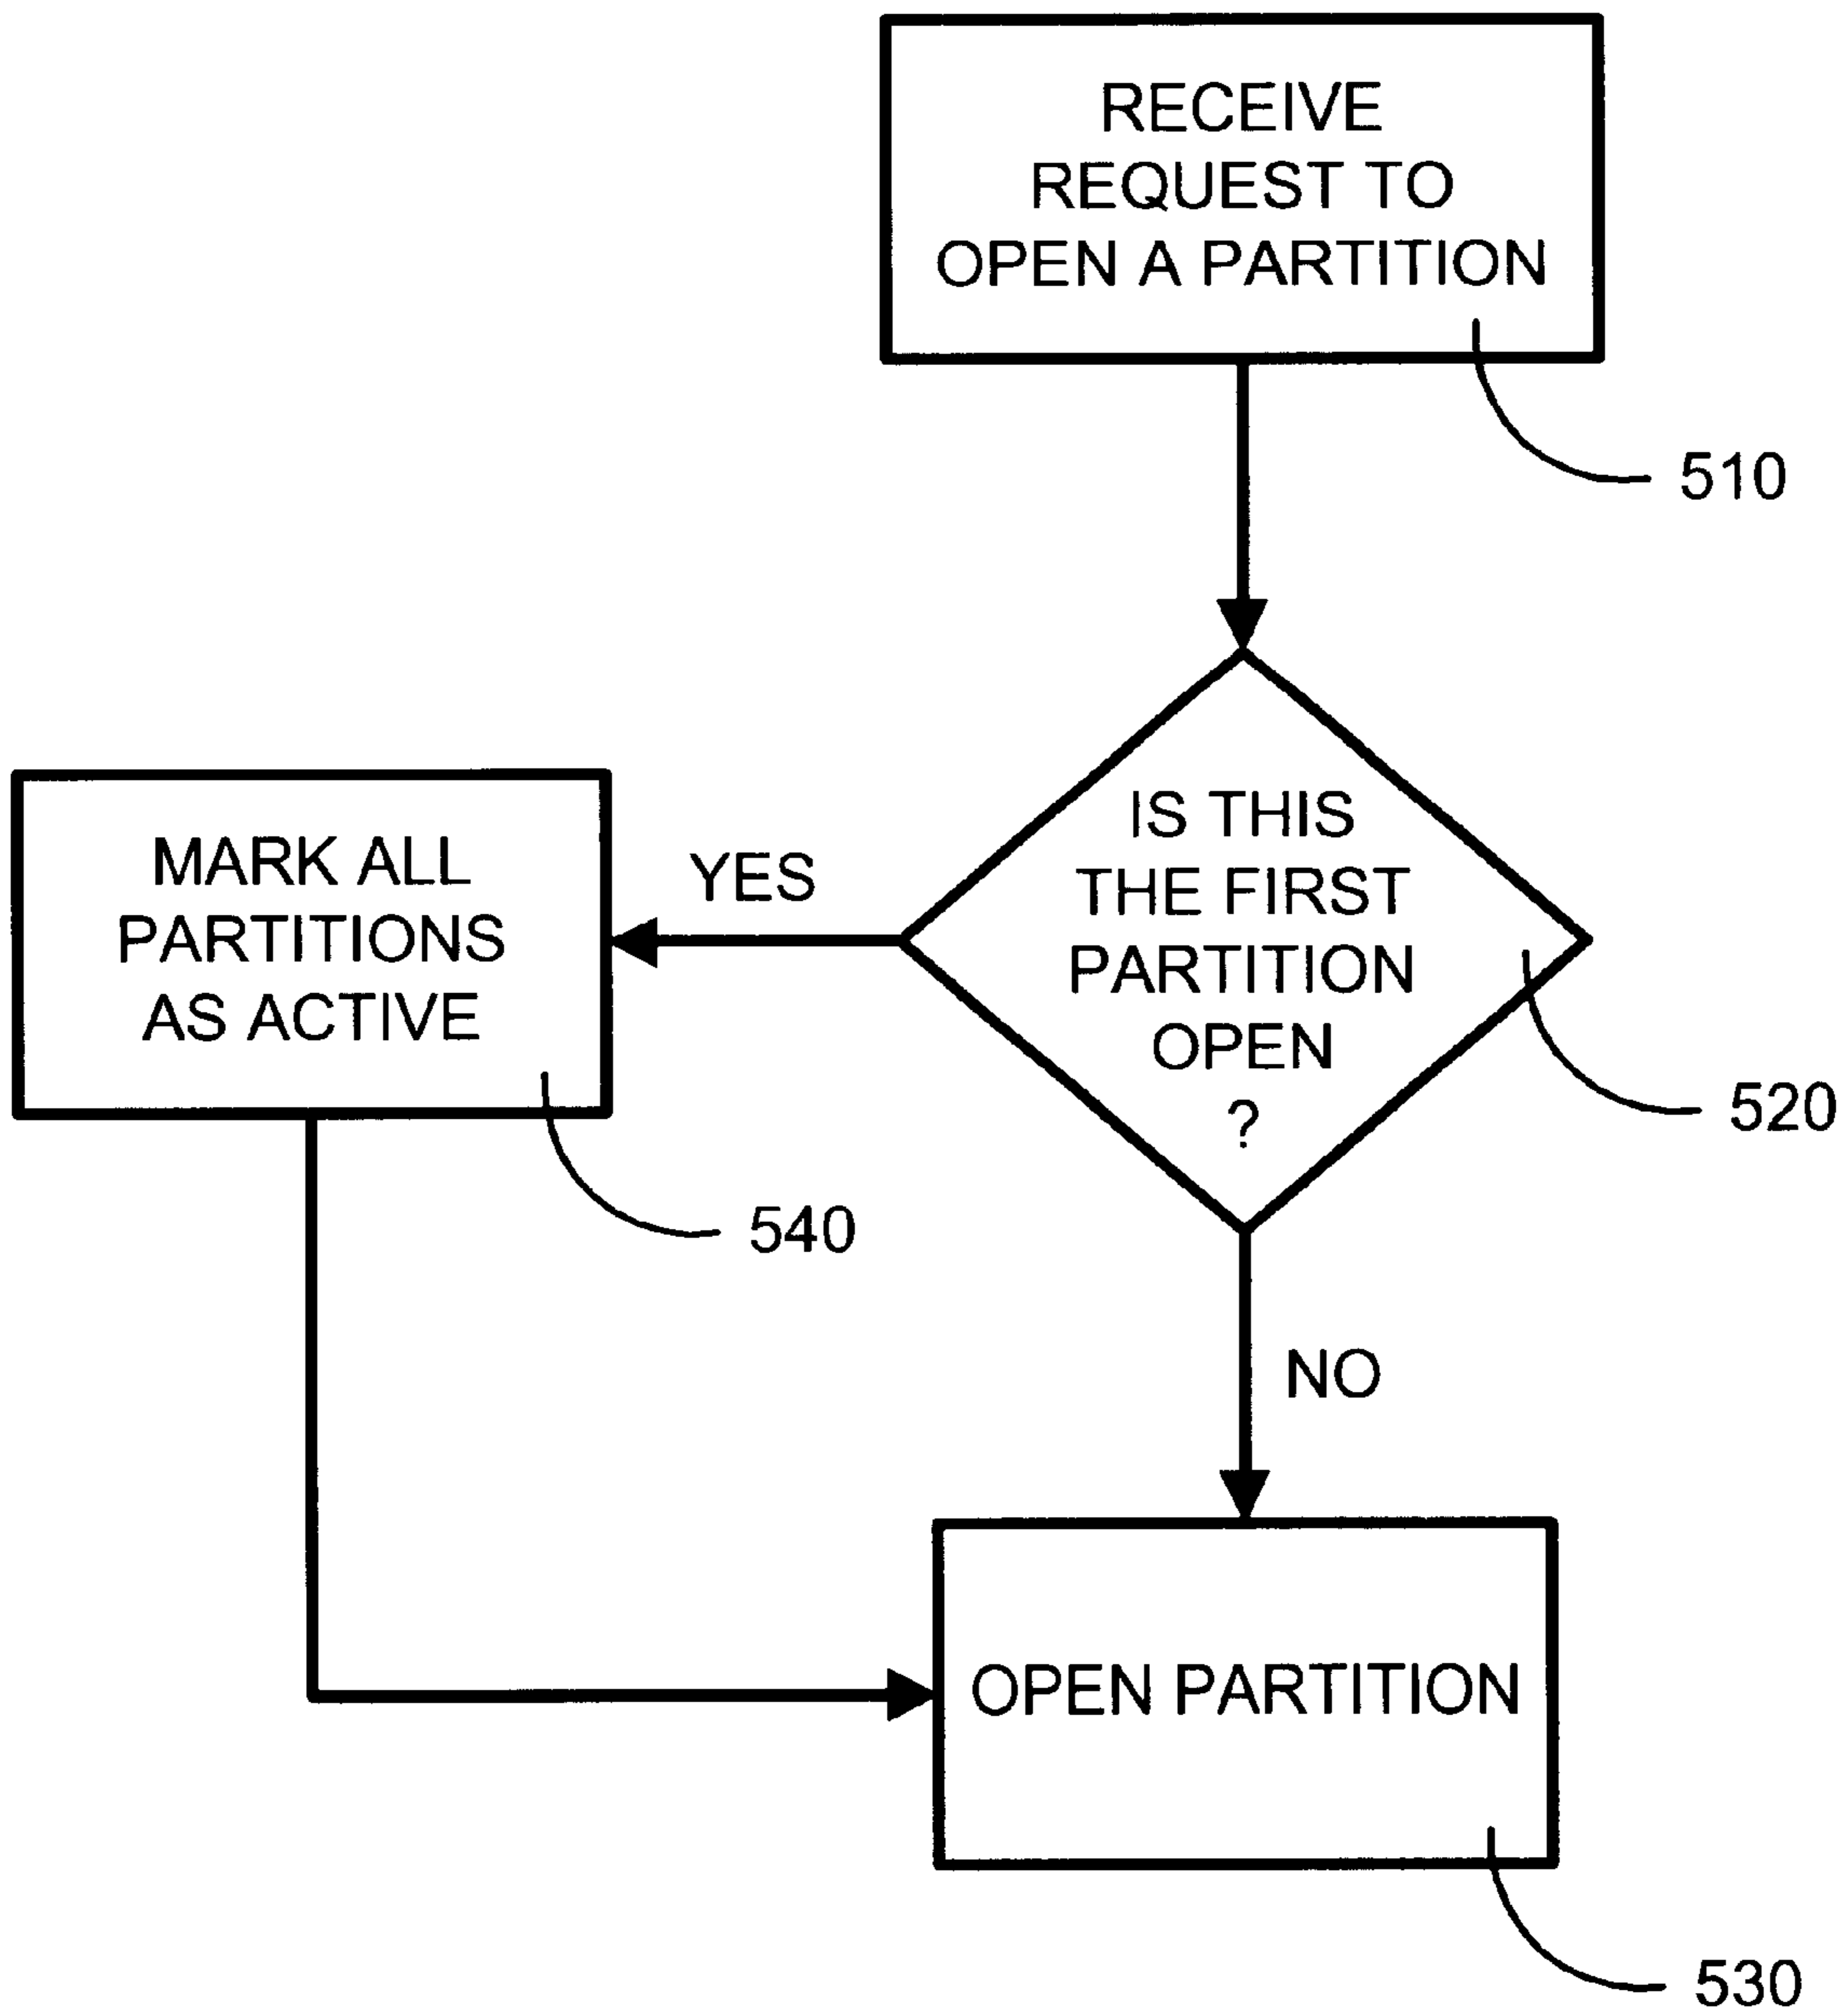 RECEIVE
REQUEST TO
OPEN A PARTITION
510
IS THIS
THE FIRST
PARTITION
OPEN
?
520
YES
MARK ALL
PARTITIONS
AS ACTIVE
540
NO
OPEN PARTITION
530